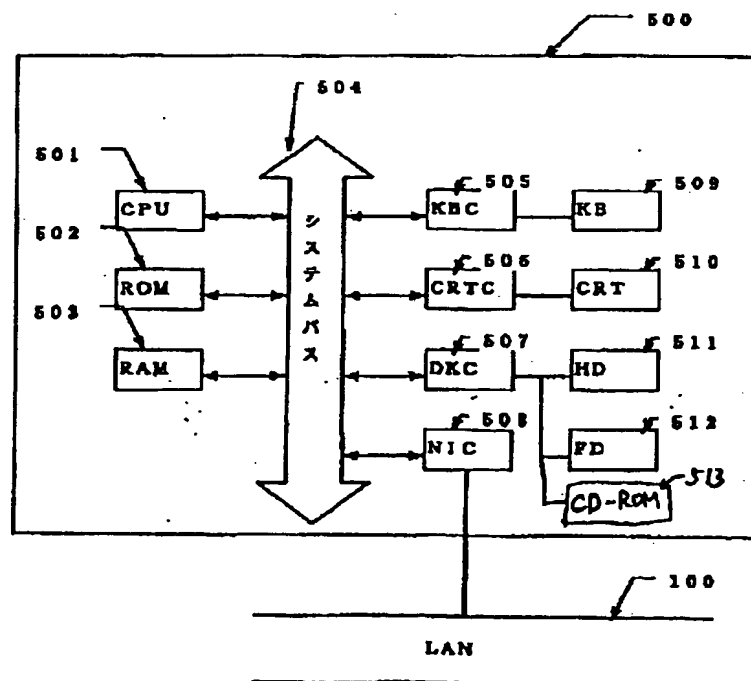 500
504
501
505
509
CPU
KBC
KB
502
506
510
ROM
CRTC
CRT
503
507
511
RAM
DKC
HD
508
512
NIC
FD
513
CD-ROM
システムバス
100
LAN